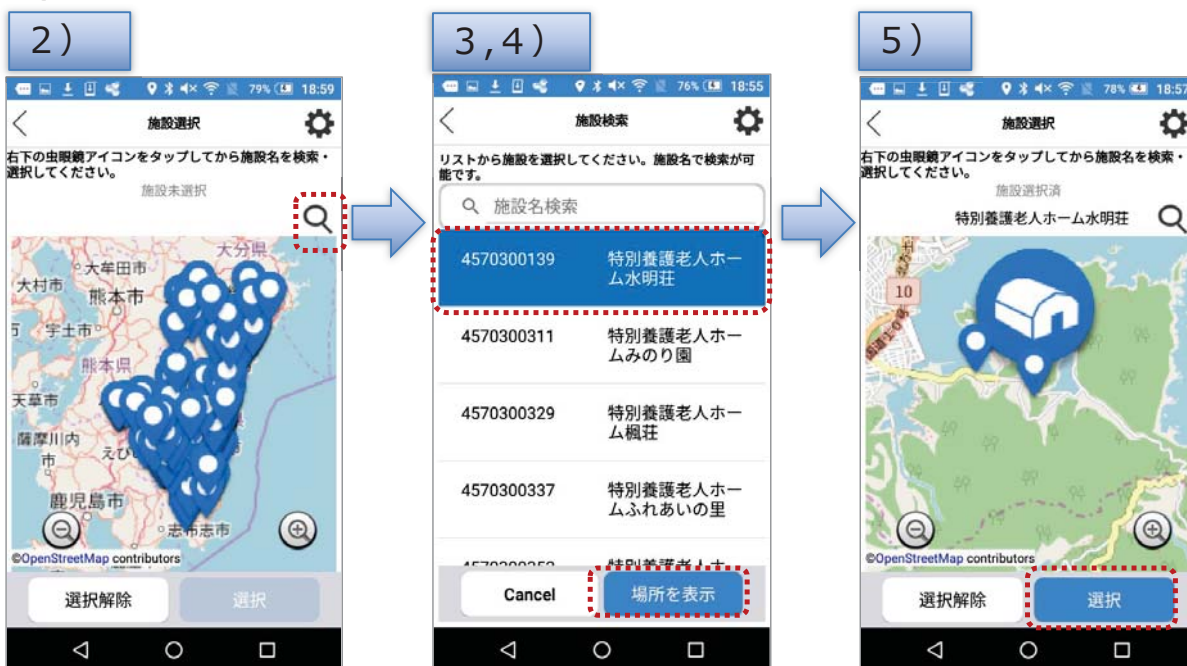 2）
79% 18:59
施設選択
右下の虫眼鏡アイコンをタップしてから施設名を検索・
選択してください。
施設未選択
大分県
大牟田市
大村市
熊本市
宇土市
熊本県
天草市
薩摩川内
市
えび
鹿児島市
志布志市
©OpenStreetMap contributors
選択解除
選択
3,4）
76% 18:55
施設検索
リストから施設を選択してください。施設名で検索が可
能です。
施設名検索
4570300139
特別養護老人ホー
ム水明荘
4570300311
特別養護老人ホー
ムみのり園
4570300329
特別養護老人ホー
ム楓荘
4570300337
特別養護老人ホー
ムふれあいの里
Cancel
場所を表示
5）
78% 18:57
施設選択
右下の虫眼鏡アイコンをタップしてから施設名を検索・
選択してください。
施設選択済
特別養護老人ホーム水明荘
10
©OpenStreetMap contributors
選択解除
選択